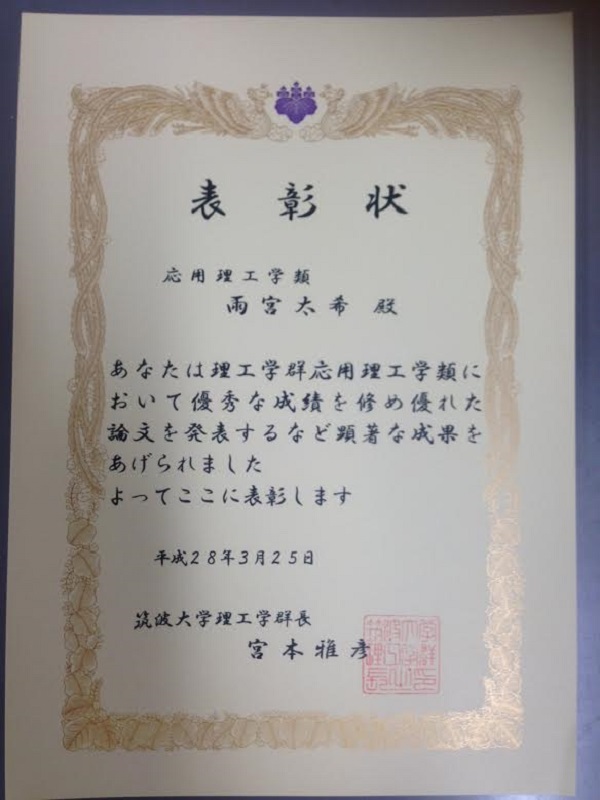 表彰状
応用理工学類
雨宮太希 殿
あなたは理工学群応用理工学類に
おいて優秀な成績を修め優れた
論文を発表するなど顕著な成果を
あげられました
よってここに表彰します
平成28年3月25日
筑波大学理工学群長
宮本雅彦